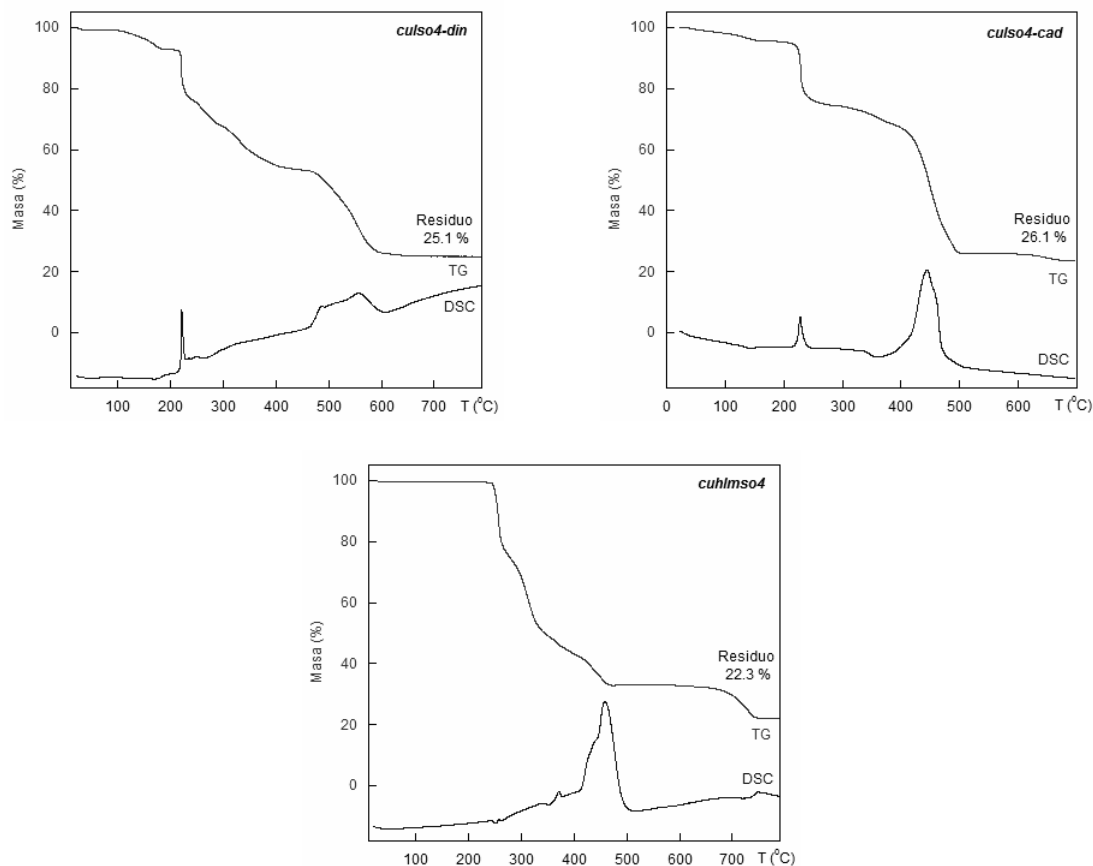 culso4-din
100
80
60
40
20
0
Masa (%)
Residuo
25.1 %
TG
DSC
100 200 300 400 500 600 700 T (°C)
culso4-cad
100
80
60
40
20
0
Masa (%)
Residuo
26.1 %
TG
DSC
0 100 200 300 400 500 600 T (°C)
cuhlmso4
100
80
60
40
20
0
Masa (%)
Residuo
22.3 %
TG
DSC
100 200 300 400 500 600 700 T (°C)